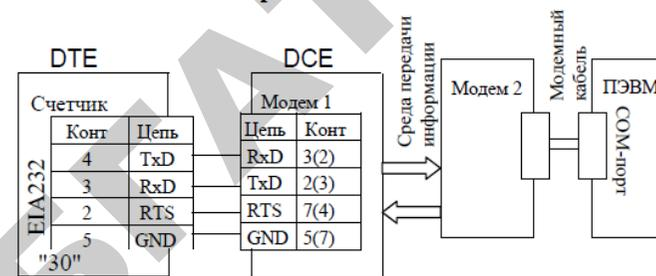 DTE
DCE
Счетчик
Конт Цепь
4 TxD
3 RxD
2 RTS
5 GND
EIA232
"30"
Модем 1
Цепь Конт
RxD 3(2)
TxD 2(3)
RTS 7(4)
GND 5(7)
Среда передачи
информации
Модем 2
Модемный
кабель
ПЭВМ
COM-порт
БГАТ